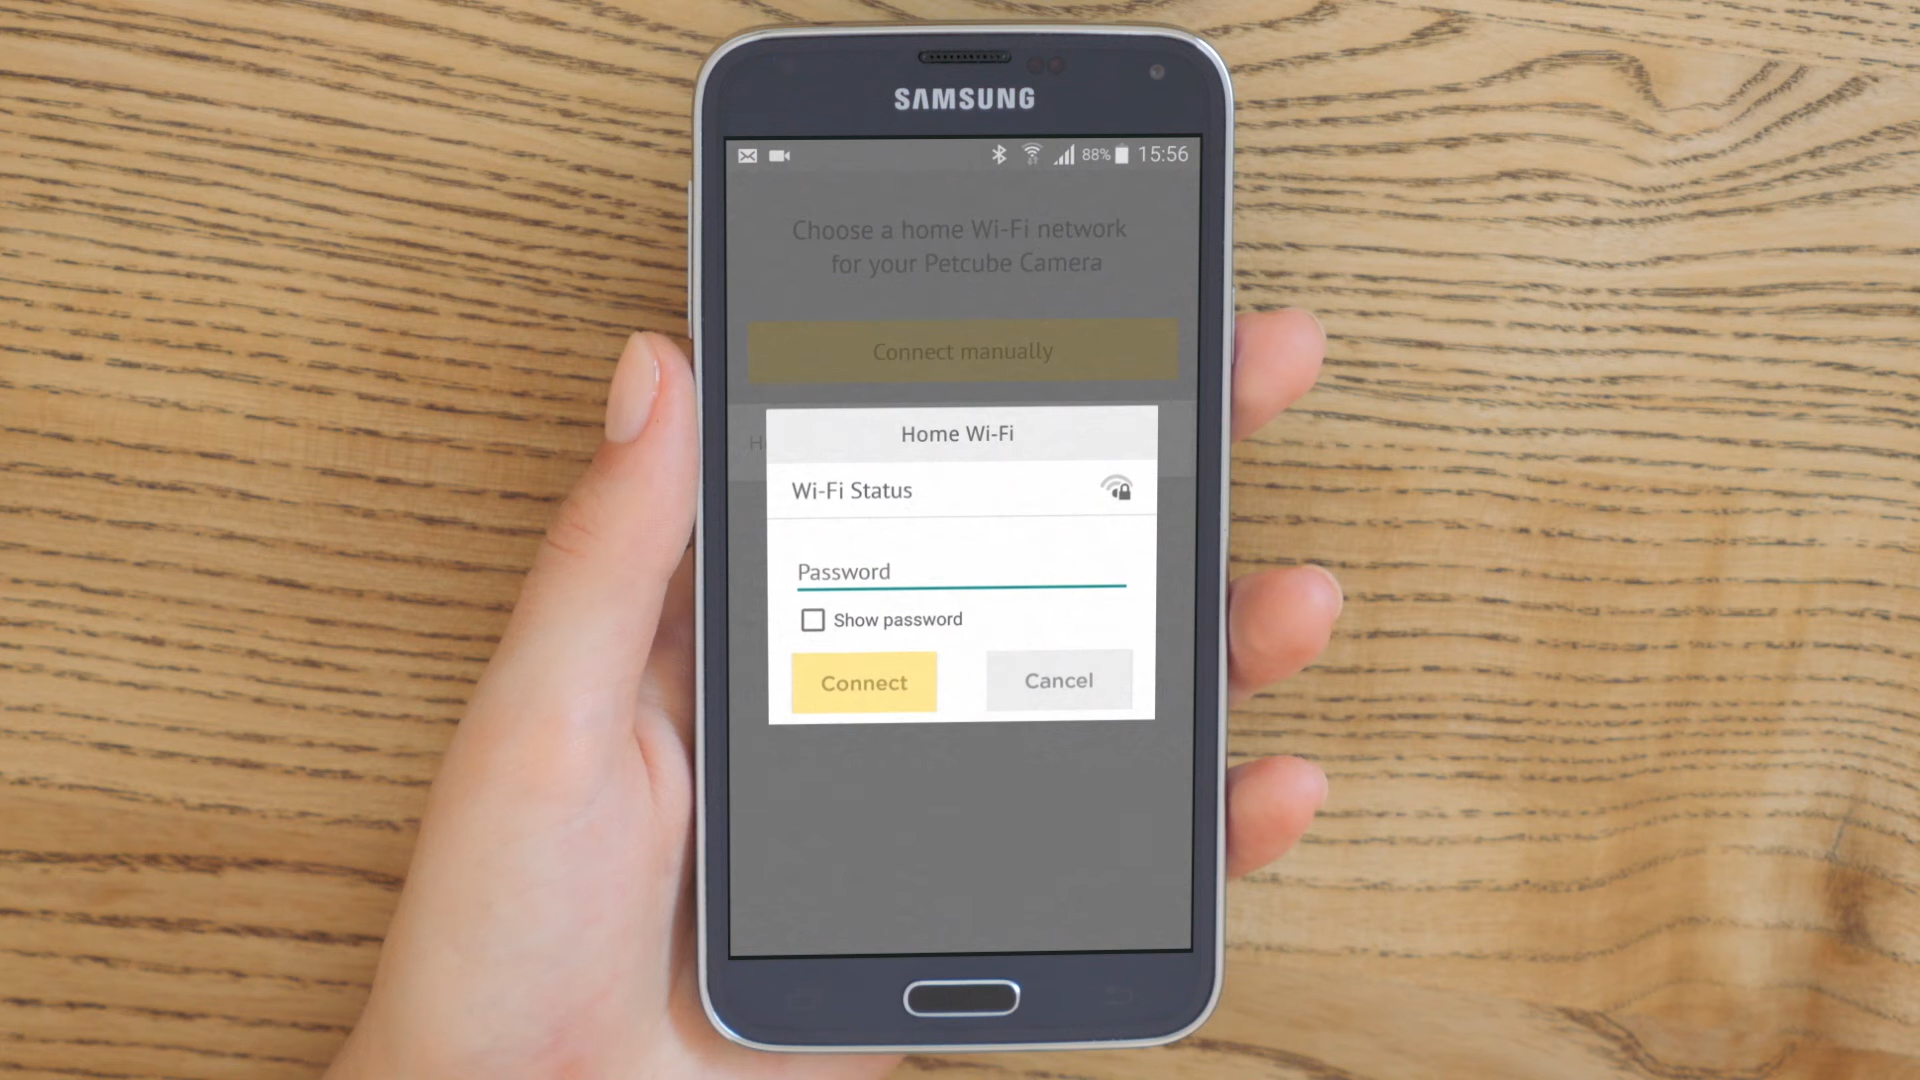 SAMSUNG
88% 15:56
Choose a home Wi-Fi network
for your Petcube Camera
Connect manually
Home Wi-Fi
Wi-Fi Status
Password
Show password
Connect Cancel